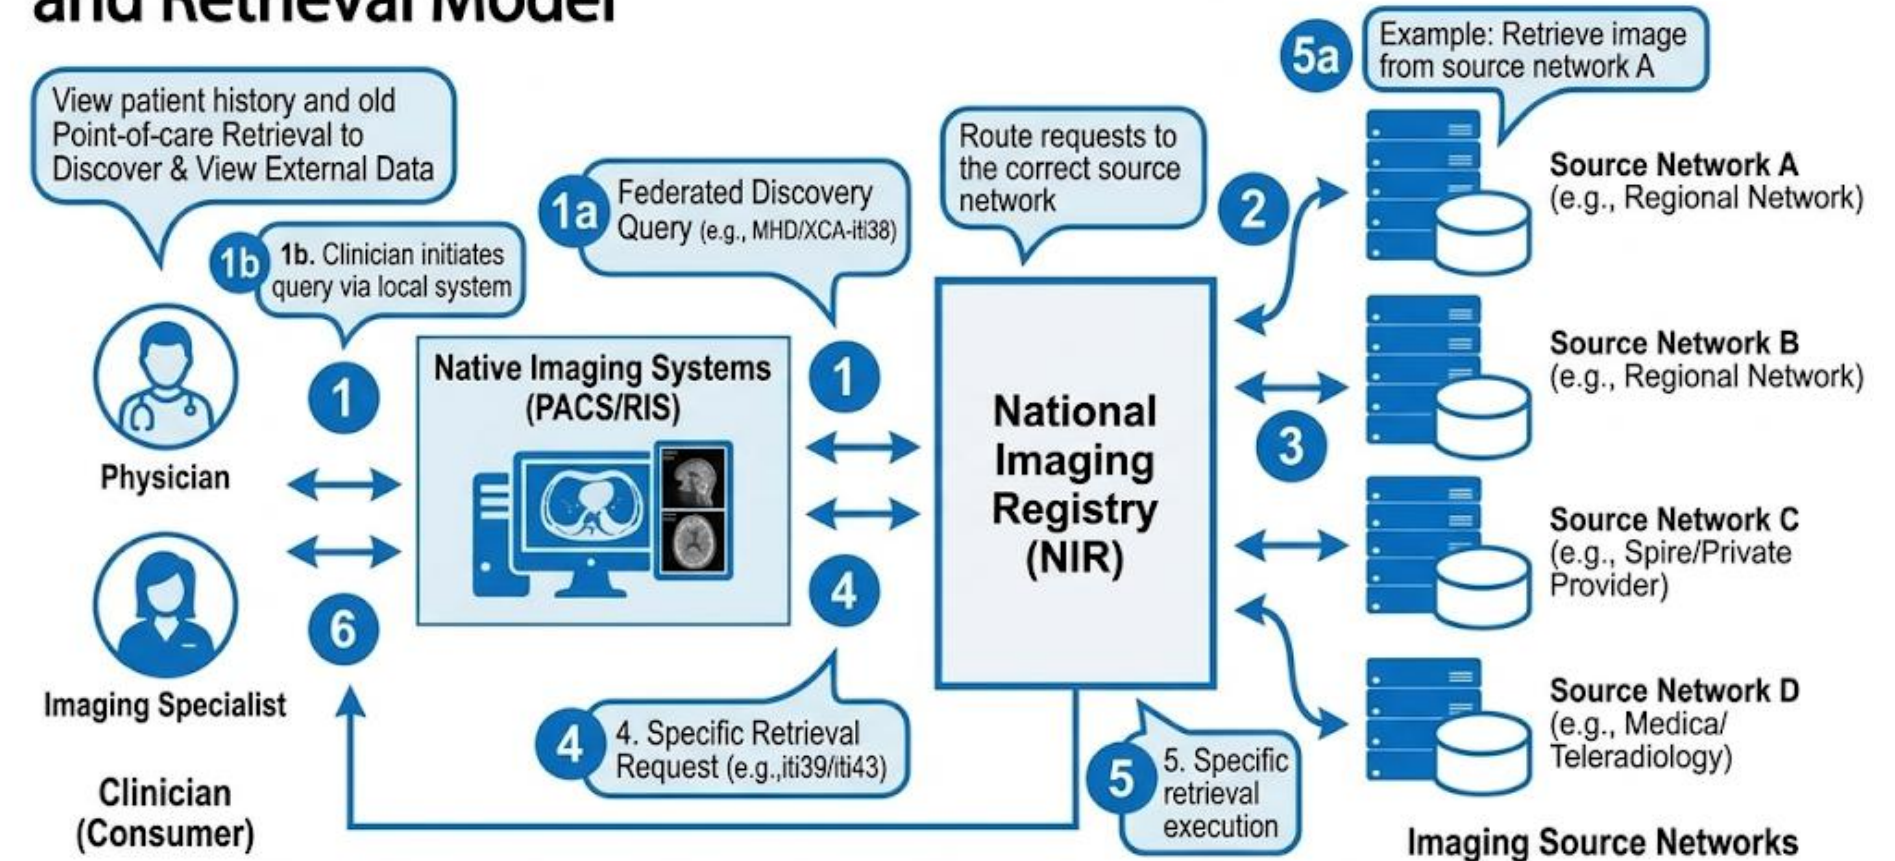 and Retrieval Model
View patient history and old
Point-of-care Retrieval to
Discover & View External Data
1b
1b. Clinician initiates
query via local system
1a
Federated Discovery
Query (e.g., MHD/XCA-iti38)
Route requests to
the correct source
network
5a
Example: Retrieve image
from source network A
2
Source Network A
(e.g., Regional Network)
Physician
1
Native Imaging Systems
(PACS/RIS)
1
National
Imaging
Registry
(NIR)
3
Source Network B
(e.g., Regional Network)
Source Network C
(e.g., Spire/Private
Provider)
Imaging Specialist
6
4
4
4. Specific Retrieval
Request (e.g.,iti39/iti43)
5
5. Specific
retrieval
execution
Source Network D
(e.g., Medica/
Teleradiology)
Clinician
(Consumer)
Imaging Source Networks